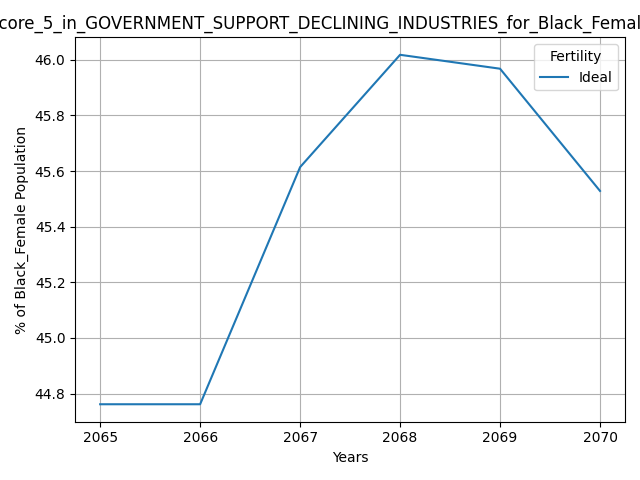 core_5_in_GOVERNMENT_SUPPORT_DECLINING_INDUSTRIES_for_Black_Femal
Fertility
Ideal
% of Black_Female Population
46.0
45.8
45.6
45.4
45.2
45.0
44.8
2065 2066 2067 2068 2069 2070
Years